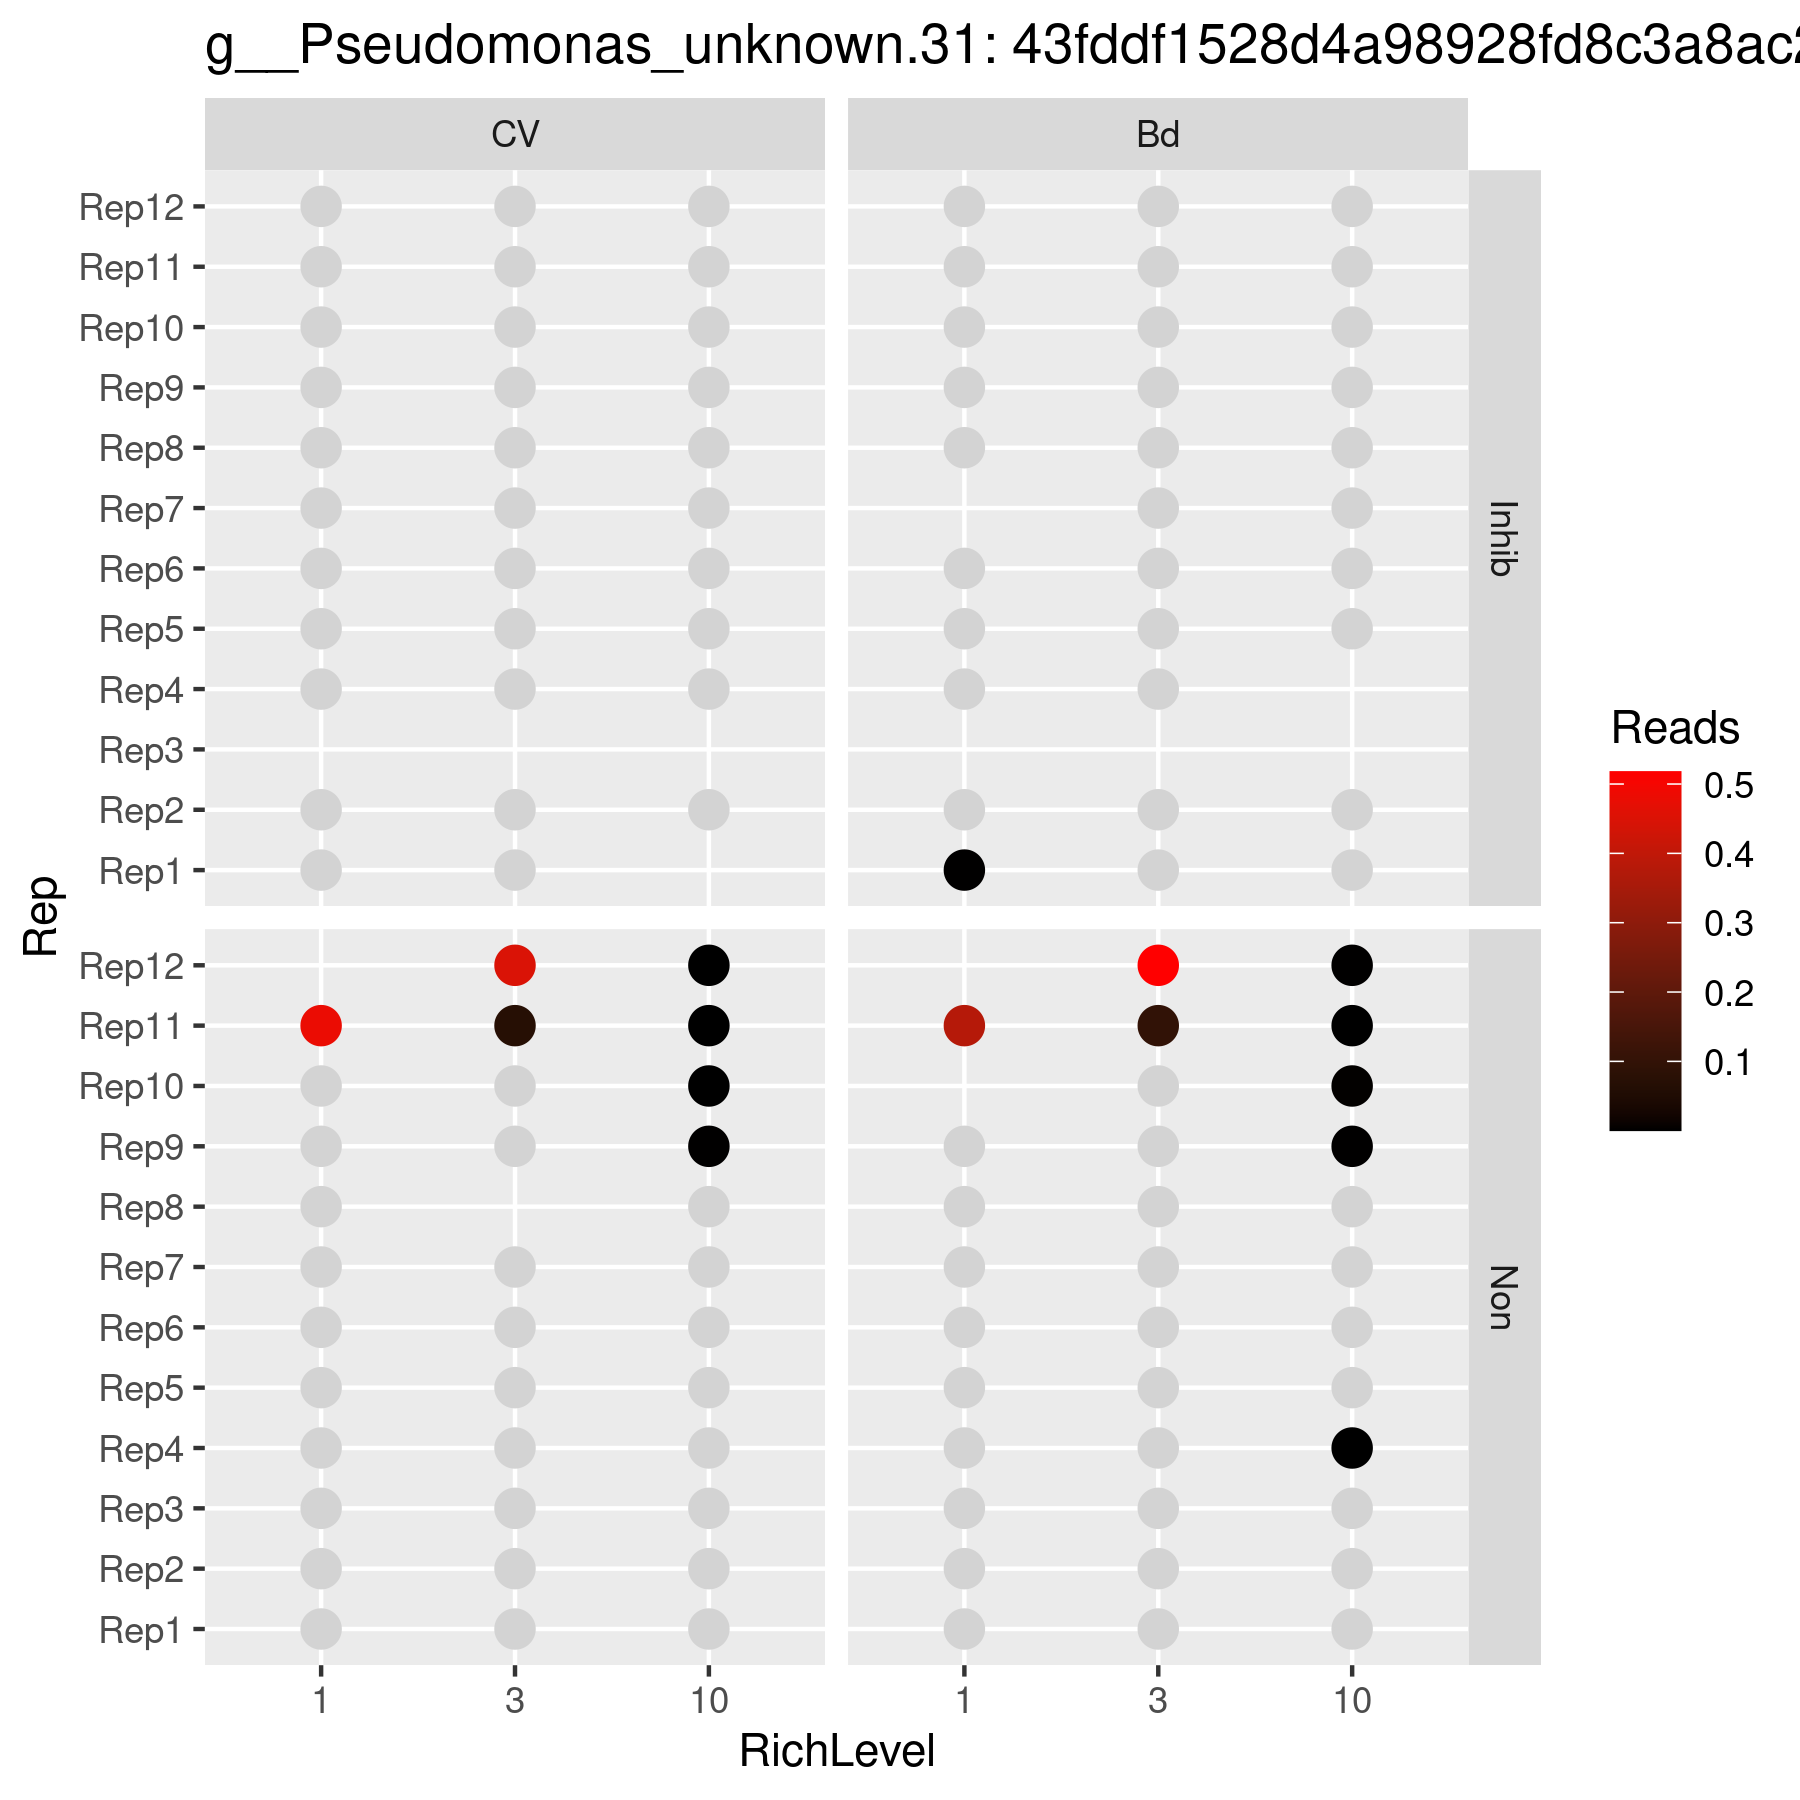 g__Pseudomonas_unknown.31: 43fddf1528d4a98928fd8c3a8ac
CV
Bd
Rep12
Rep11
Rep10
Rep9
Rep8
Rep7
Rep6
Rep5
Rep4
Rep3
Rep2
Rep1
Inhib
Rep12
Rep11
Rep10
Rep9
Rep8
Rep7
Rep6
Rep5
Rep4
Rep3
Rep2
Rep1
Non
Rep
1 3 10
1 3 10
RichLevel
Reads
0.5
0.4
0.3
0.2
0.1